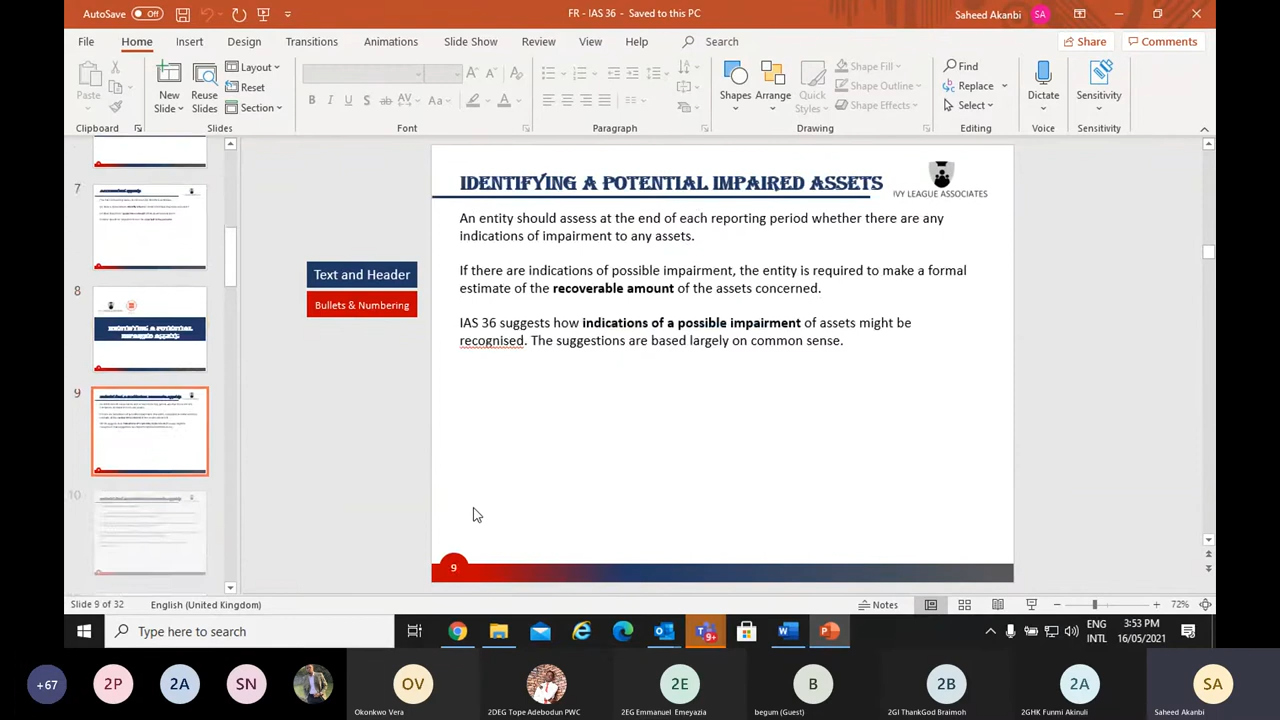 AutoSave Off
FR - IAS 36 - Saved to this PC
Saheed Akanbi SA
File Home Insert Design Transitions Animations Slide Show Review View Help Search
Share Comments
Paste
New Slide
Reuse Slides
Layout
Reset
Section
Shapes
Arrange
Quick Styles
Shape Fill
Shape Outline
Shape Effects
Find
Replace
Select
Dictate
Sensitivity
Clipboard Slides Font Paragraph Drawing Editing Voice Sensitivity
7
8
IDENTIFYING A POTENTIAL
IMPAIRED ASSETS
9
10
Text and Header
Bullets & Numbering
IDENTIFYING A POTENTIAL IMPAIRED ASSETS
IVY LEAGUE ASSOCIATES
An entity should assess at the end of each reporting period whether there are any
indications of impairment to any assets.
If there are indications of possible impairment, the entity is required to make a formal
estimate of the recoverable amount of the assets concerned.
IAS 36 suggests how indications of a possible impairment of assets might be
recognised. The suggestions are based largely on common sense.
9
Slide 9 of 32 English (United Kingdom) Notes 72%
Type here to search
9+
ENG
INTL
3:53 PM
16/05/2021
+67 2P 2A SN OV 2E B 2B 2A SA
Okonkwo Vera 2DEG Tope Adebodun PWC 2EG Emmanuel Emeyazia begum (Guest) 2GI ThankGod Braimoh 2GHK Funmi Akinuli Saheed Akanbi